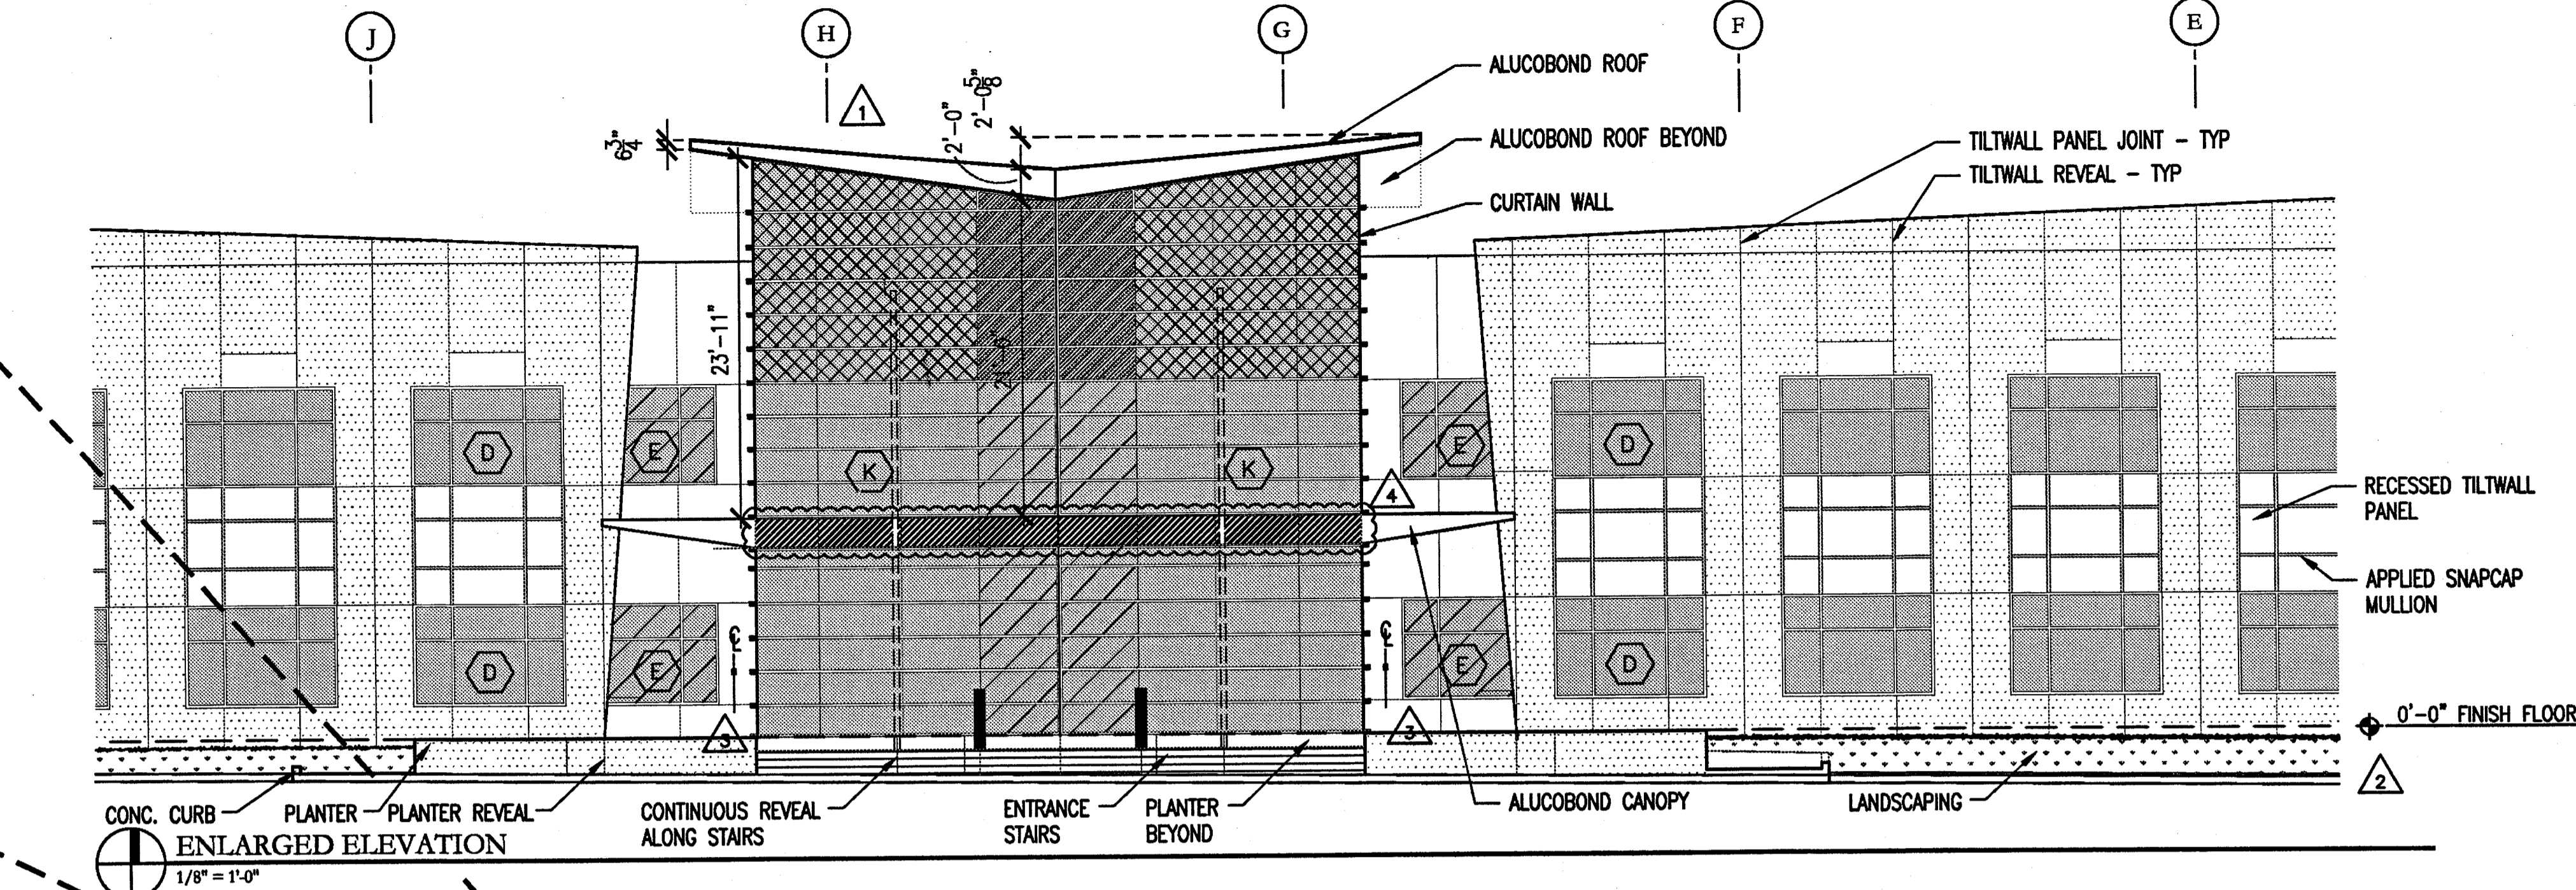 J
H
G
F
E
1
6 3/4"
2'-0"
2'-0 5/8"
ALUCOBOND ROOF
ALUCOBOND ROOF BEYOND
CURTAIN WALL
TILTWALL PANEL JOINT - TYP
TILTWALL REVEAL - TYP
23'-11"
D
E
K
K
E
D
4
RECESSED TILTWALL
PANEL
APPLIED SNAPCAP
MULLION
D
E
℄
℄
E
D
3
3
0'-0" FINISH FLOOR
2
CONC. CURB
PLANTER
PLANTER REVEAL
CONTINUOUS REVEAL
ALONG STAIRS
ENTRANCE
STAIRS
PLANTER
BEYOND
ALUCOBOND CANOPY
LANDSCAPING
ENLARGED ELEVATION
1/8" = 1'-0"